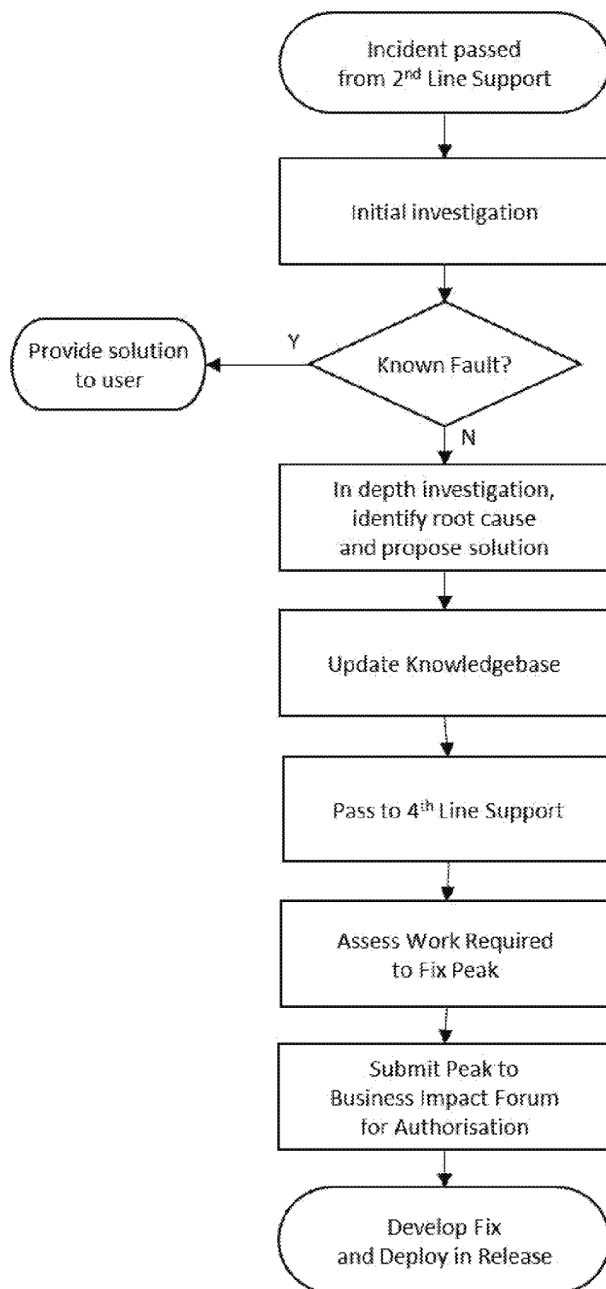 Incident passed
from 2nd Line Support
Initial investigation
Y
Provide solution
to user
Known Fault?
N
In depth investigation,
identify root cause
and propose solution
Update Knowledgebase
Pass to 4th Line Support
Assess Work Required
to Fix Peak
Submit Peak to
Business Impact Forum
for Authorisation
Develop Fix
and Deploy in Release